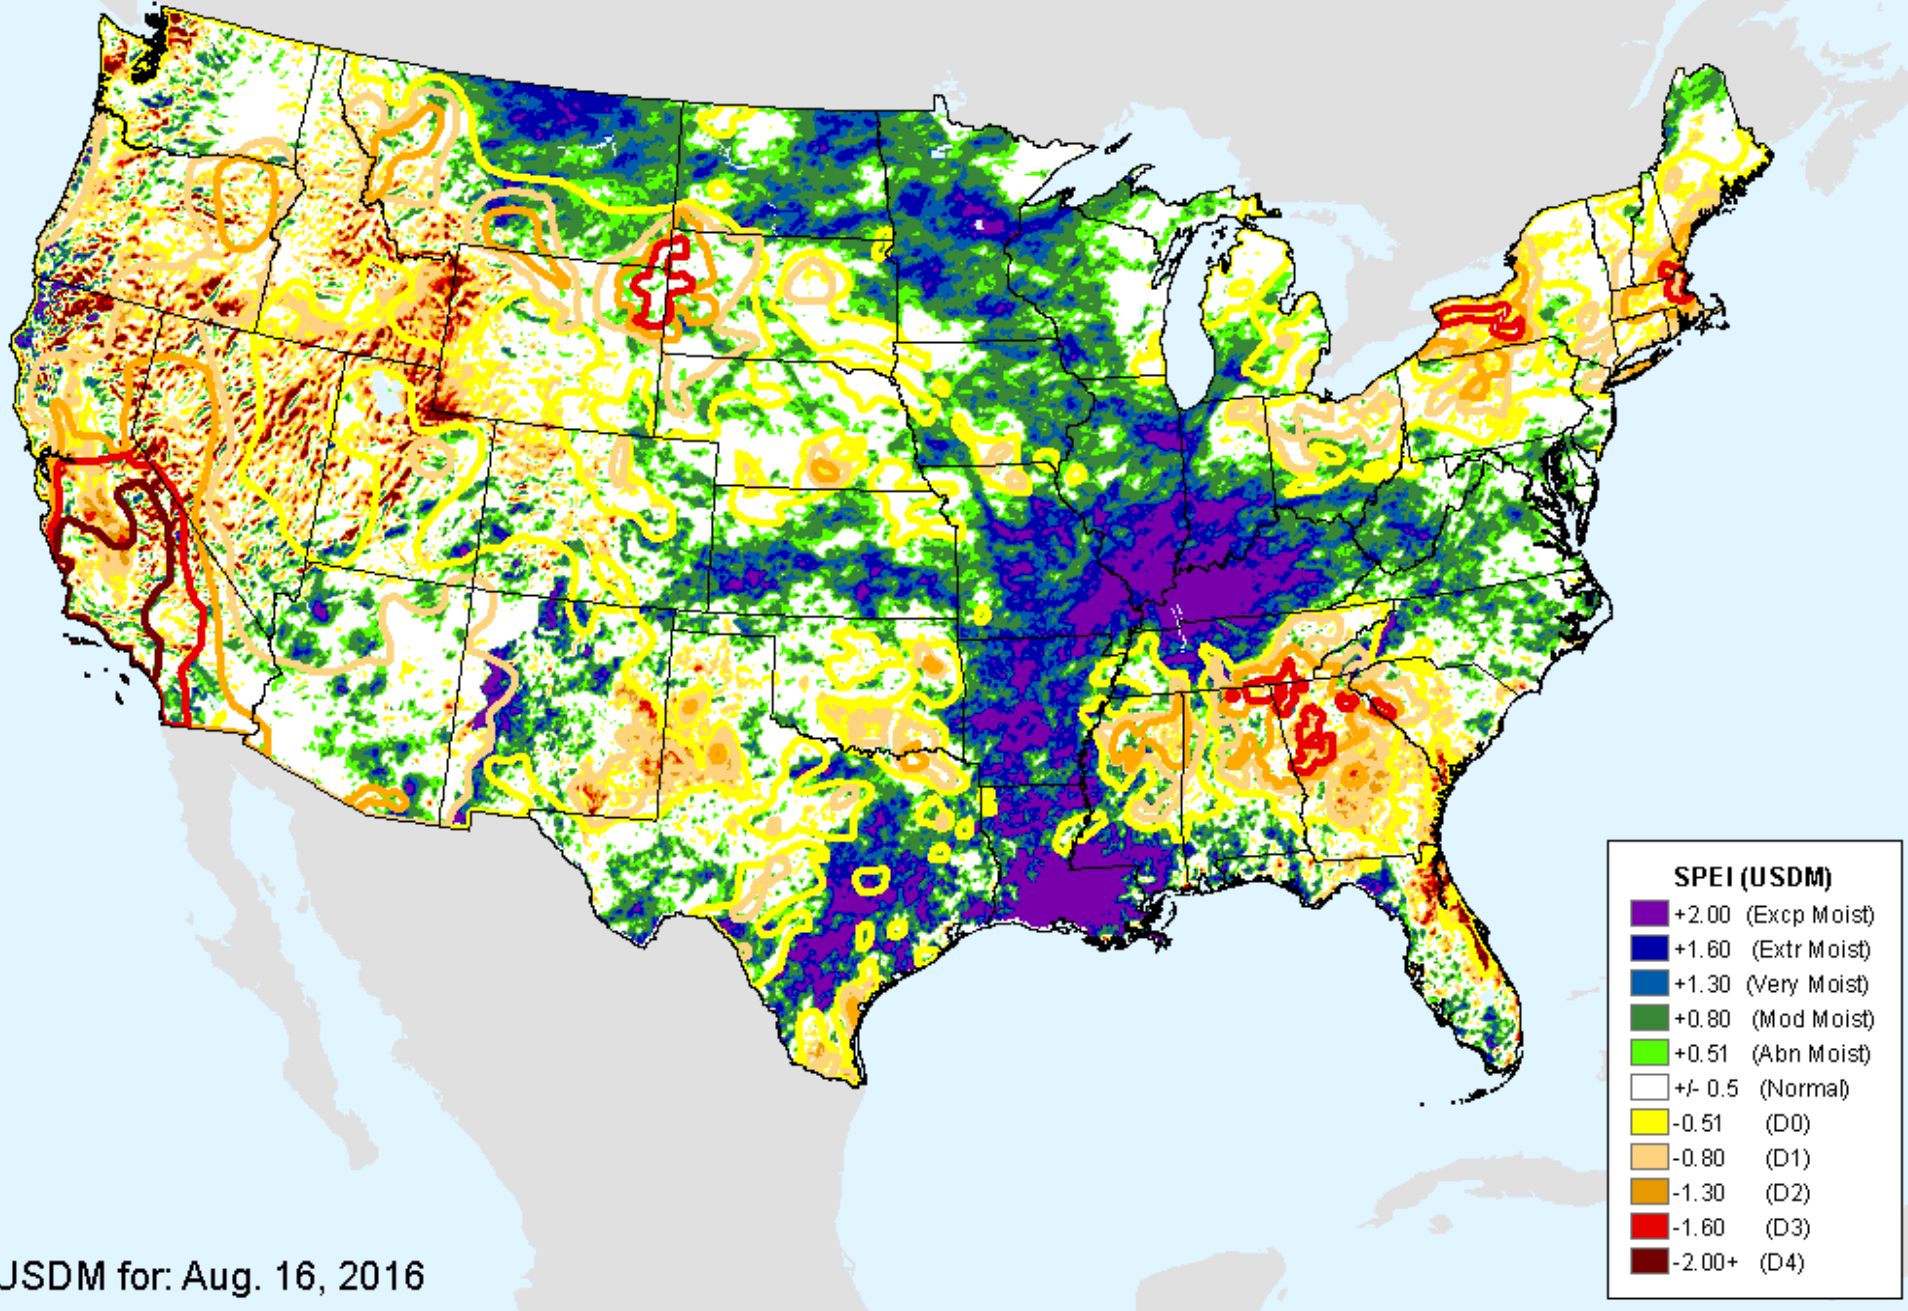 SPEI (USDM)
+2.00 (Excp Moist)
+1.60 (Extr Moist)
+1.30 (Very Moist)
+0.80 (Mod Moist)
+0.51 (Abn Moist)
+/- 0.5 (Normal)
-0.51 (D0)
-0.80 (D1)
-1.30 (D2)
-1.60 (D3)
-2.00+ (D4)
USDM for: Aug. 16, 2016